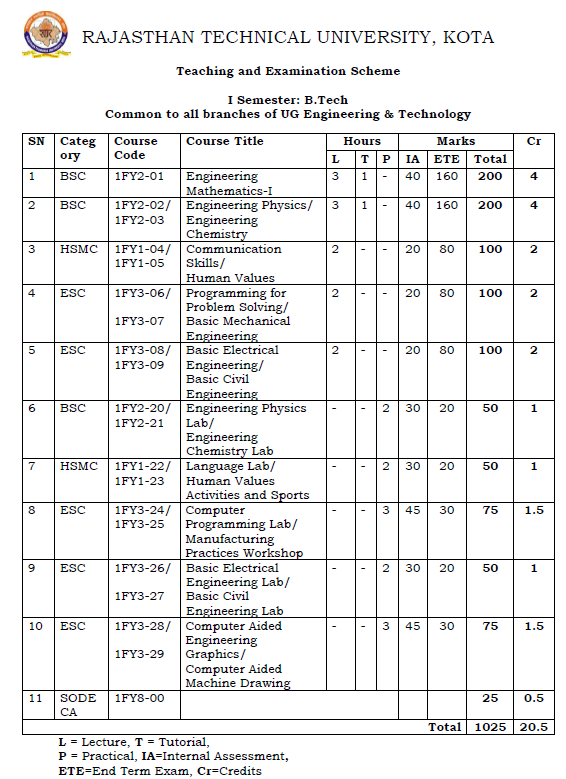 RAJASTHAN TECHNICAL UNIVERSITY, KOTA
Teaching and Examination Scheme
I Semester: B.Tech
Common to all branches of UG Engineering & Technology
SN Categ Course Course Title Hours Marks Cr
ory Code L T P IA ETE Total
1 BSC 1FY2-01 Engineering 3 1 - 40 160 200 4
Mathematics-I
2 BSC 1FY2-02/ Engineering Physics/ 3 1 - 40 160 200 4
1FY2-03 Engineering
Chemistry
3 HSMC 1FY1-04/ Communication 2 - - 20 80 100 2
1FY1-05 Skills/
Human Values
4 ESC 1FY3-06/ Programming for 2 - - 20 80 100 2
Problem Solving/
1FY3-07 Basic Mechanical
Engineering
5 ESC 1FY3-08/ Basic Electrical 2 - - 20 80 100 2
1FY3-09 Engineering/
Basic Civil
Engineering
6 BSC 1FY2-20/ Engineering Physics - - 2 30 20 50 1
1FY2-21 Lab/
Engineering
Chemistry Lab
7 HSMC 1FY1-22/ Language Lab/ - - 2 30 20 50 1
1FY1-23 Human Values
Activities and Sports
8 ESC 1FY3-24/ Computer - - 3 45 30 75 1.5
1FY3-25 Programming Lab/
Manufacturing
Practices Workshop
9 ESC 1FY3-26/ Basic Electrical - - 2 30 20 50 1
Engineering Lab/
1FY3-27 Basic Civil
Engineering Lab
10 ESC 1FY3-28/ Computer Aided - - 3 45 30 75 1.5
Engineering
1FY3-29 Graphics/
Computer Aided
Machine Drawing
11 SODE 1FY8-00 25 0.5
CA
Total 1025 20.5
L = Lecture, T = Tutorial,
P = Practical, IA=Internal Assessment,
ETE=End Term Exam, Cr=Credits